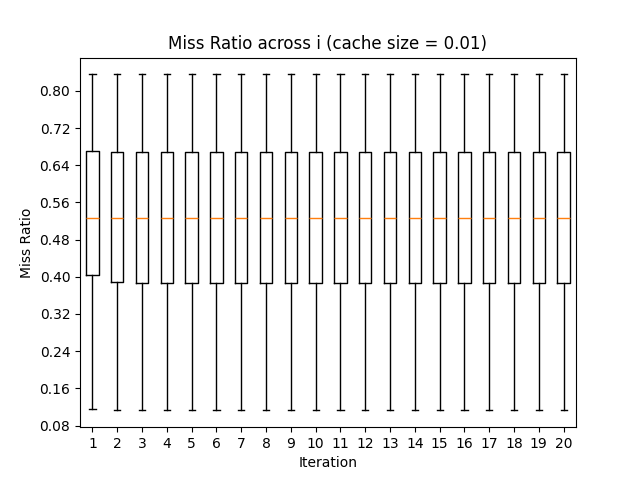 Miss Ratio across i (cache size = 0.01)
0.80
0.72
0.64
0.56
0.48
0.40
0.32
0.24
0.16
0.08
Miss Ratio
1 2 3 4 5 6 7 8 9 10 11 12 13 14 15 16 17 18 19 20
Iteration